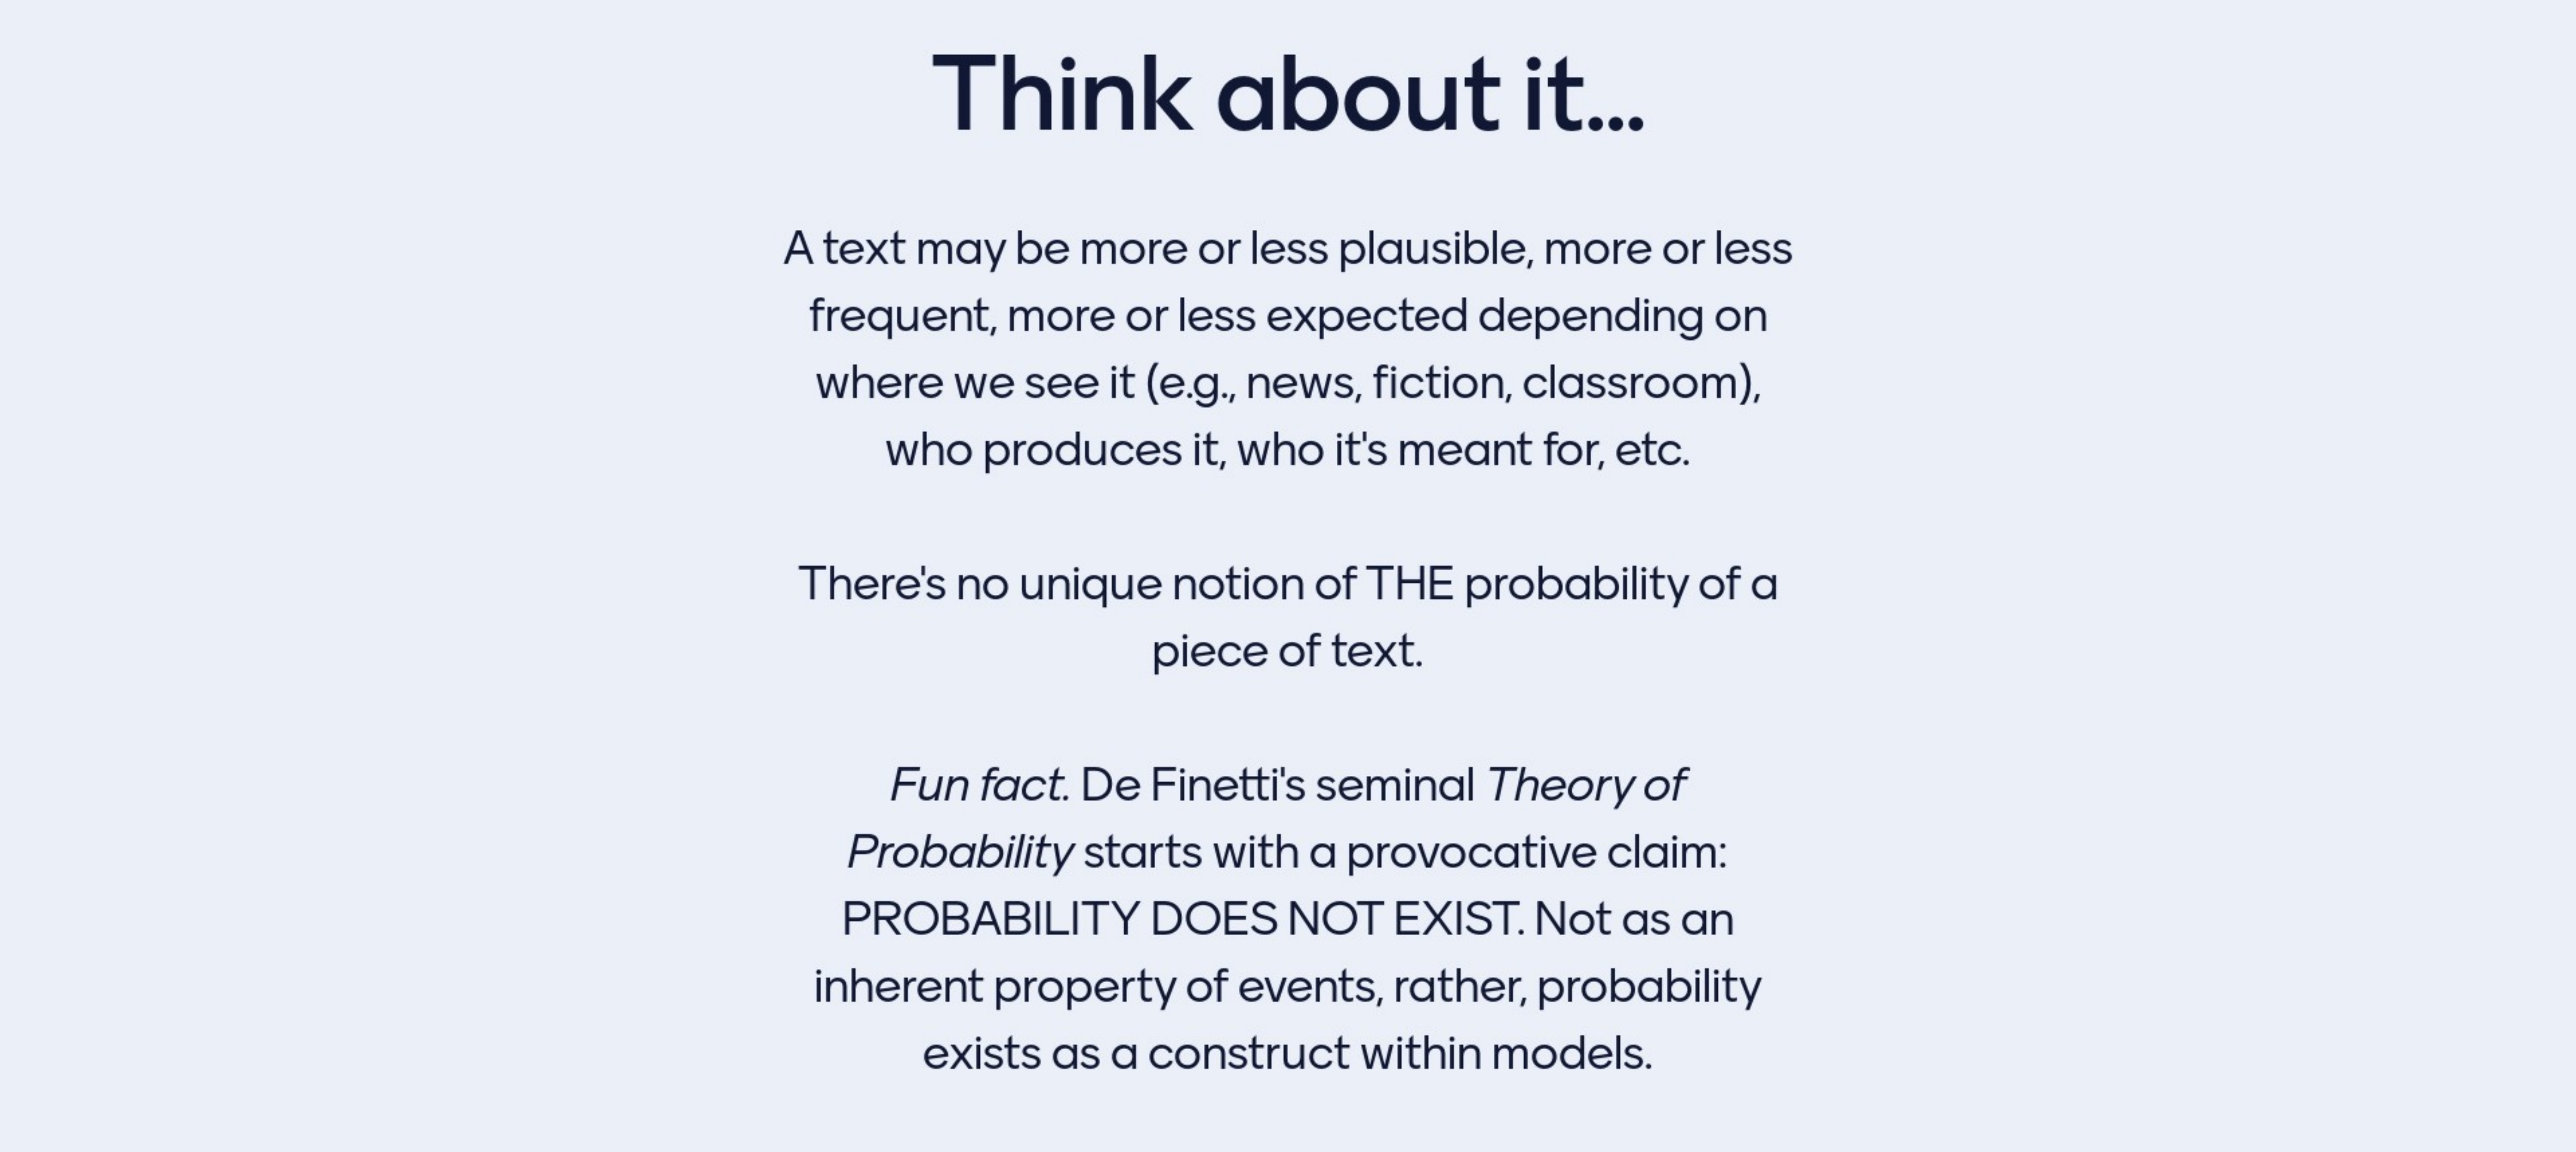 Think about it...
A text may be more or less plausible, more or less
frequent, more or less expected depending on
where we see it (e.g., news, fiction, classroom),
who produces it, who it's meant for, etc.
There's no unique notion of THE probability of a
piece of text.
Fun fact. De Finetti's seminal Theory of
Probability starts with a provocative claim:
PROBABILITY DOES NOT EXIST. Not as an
inherent property of events, rather, probability
exists as a construct within models.